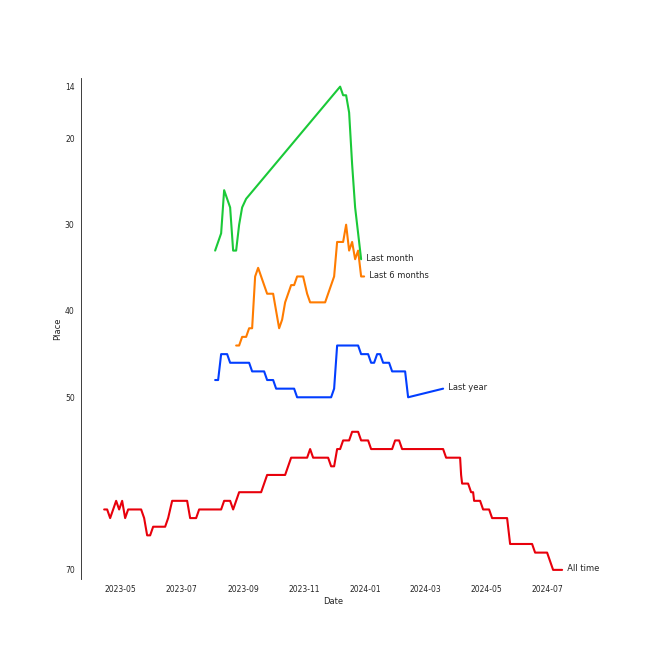 14
20
30
40
50
70
Place
Last month
Last 6 months
Last year
All time
2023-05
2023-07
2023-09
2023-11
2024-01
2024-03
2024-05
2024-07
Date